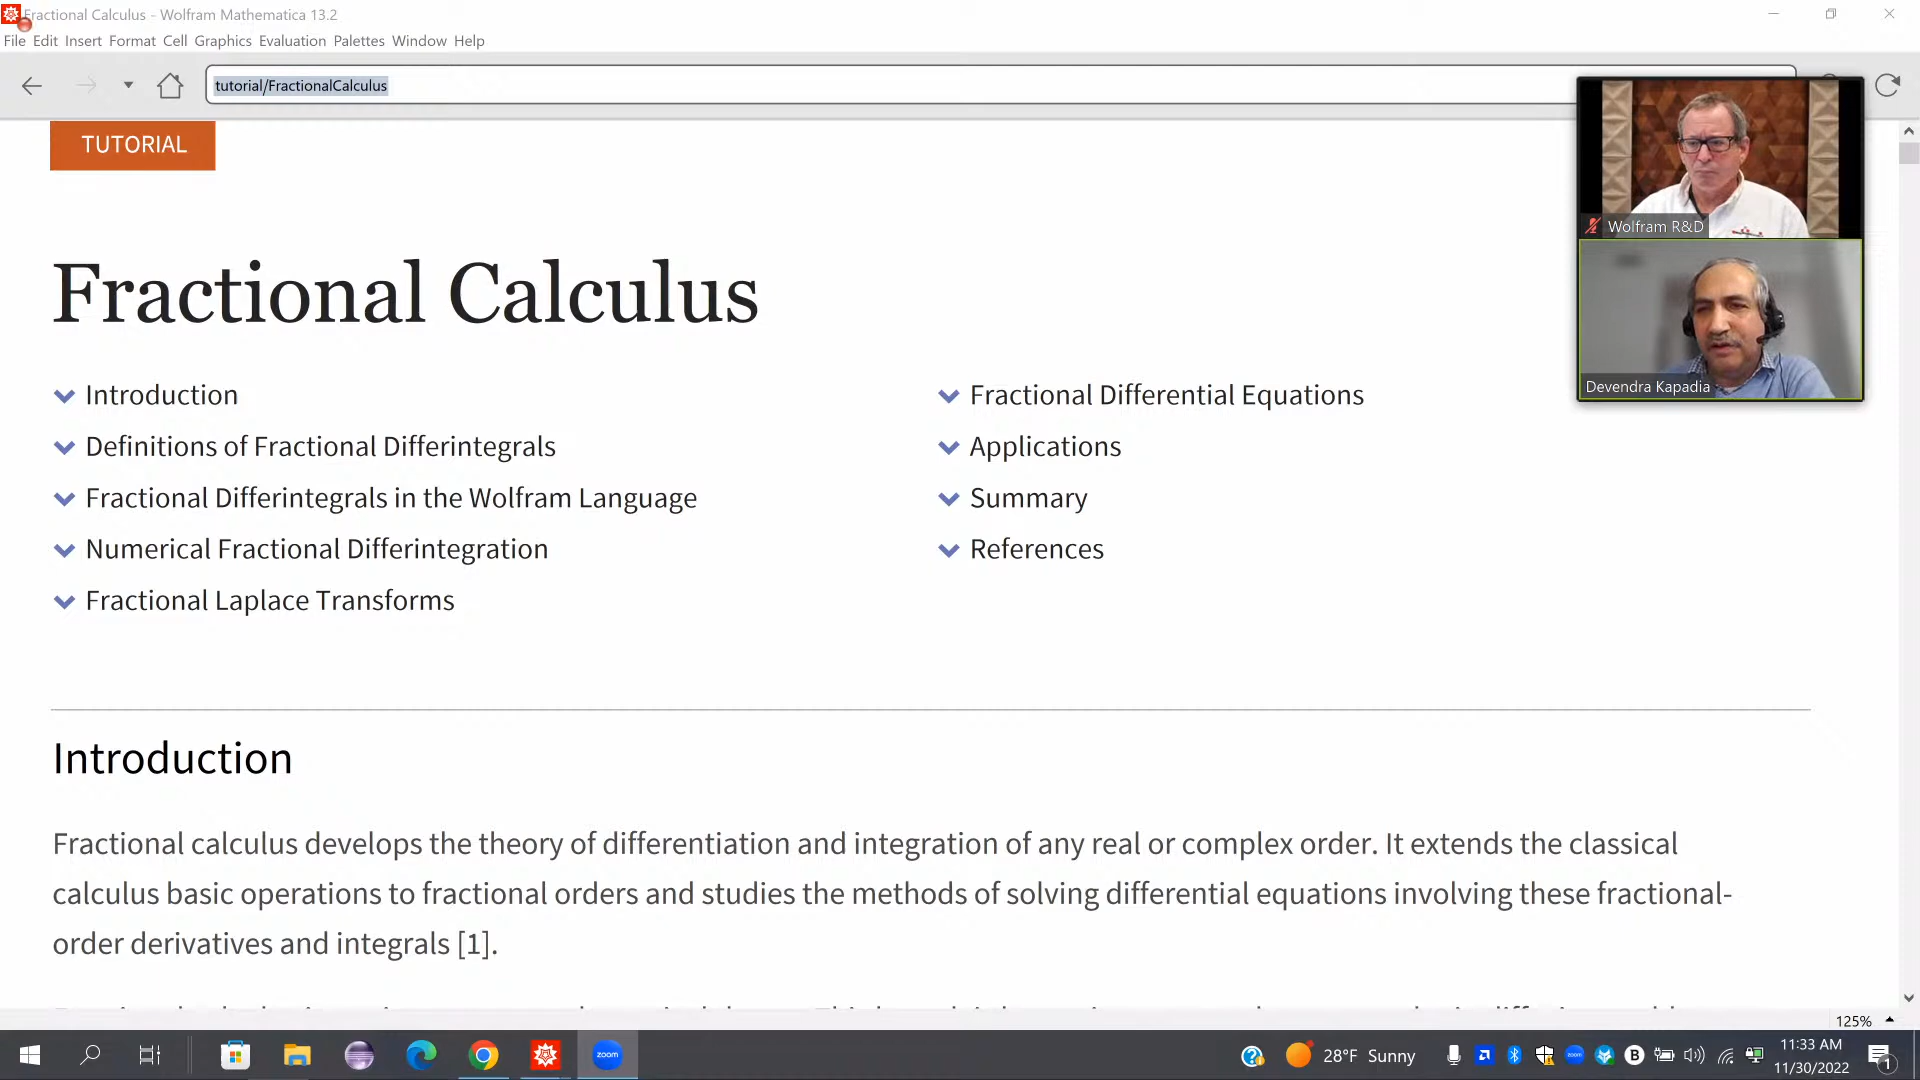 Fractional Calculus - Wolfram Mathematica 13.2
File Edit Insert Format Cell Graphics Evaluation Palettes Window Help
tutorial/FractionalCalculus
TUTORIAL
Wolfram R&D
Devendra Kapadia
Fractional Calculus
Introduction
Definitions of Fractional Differintegrals
Fractional Differintegrals in the Wolfram Language
Numerical Fractional Differintegration
Fractional Laplace Transforms
Fractional Differential Equations
Applications
Summary
References
Introduction
Fractional calculus develops the theory of differentiation and integration of any real or complex order. It extends the classical
calculus basic operations to fractional orders and studies the methods of solving differential equations involving these fractional-
order derivatives and integrals [1].
125%
zoom
28°F Sunny
zoom
B
11:33 AM
11/30/2022
1